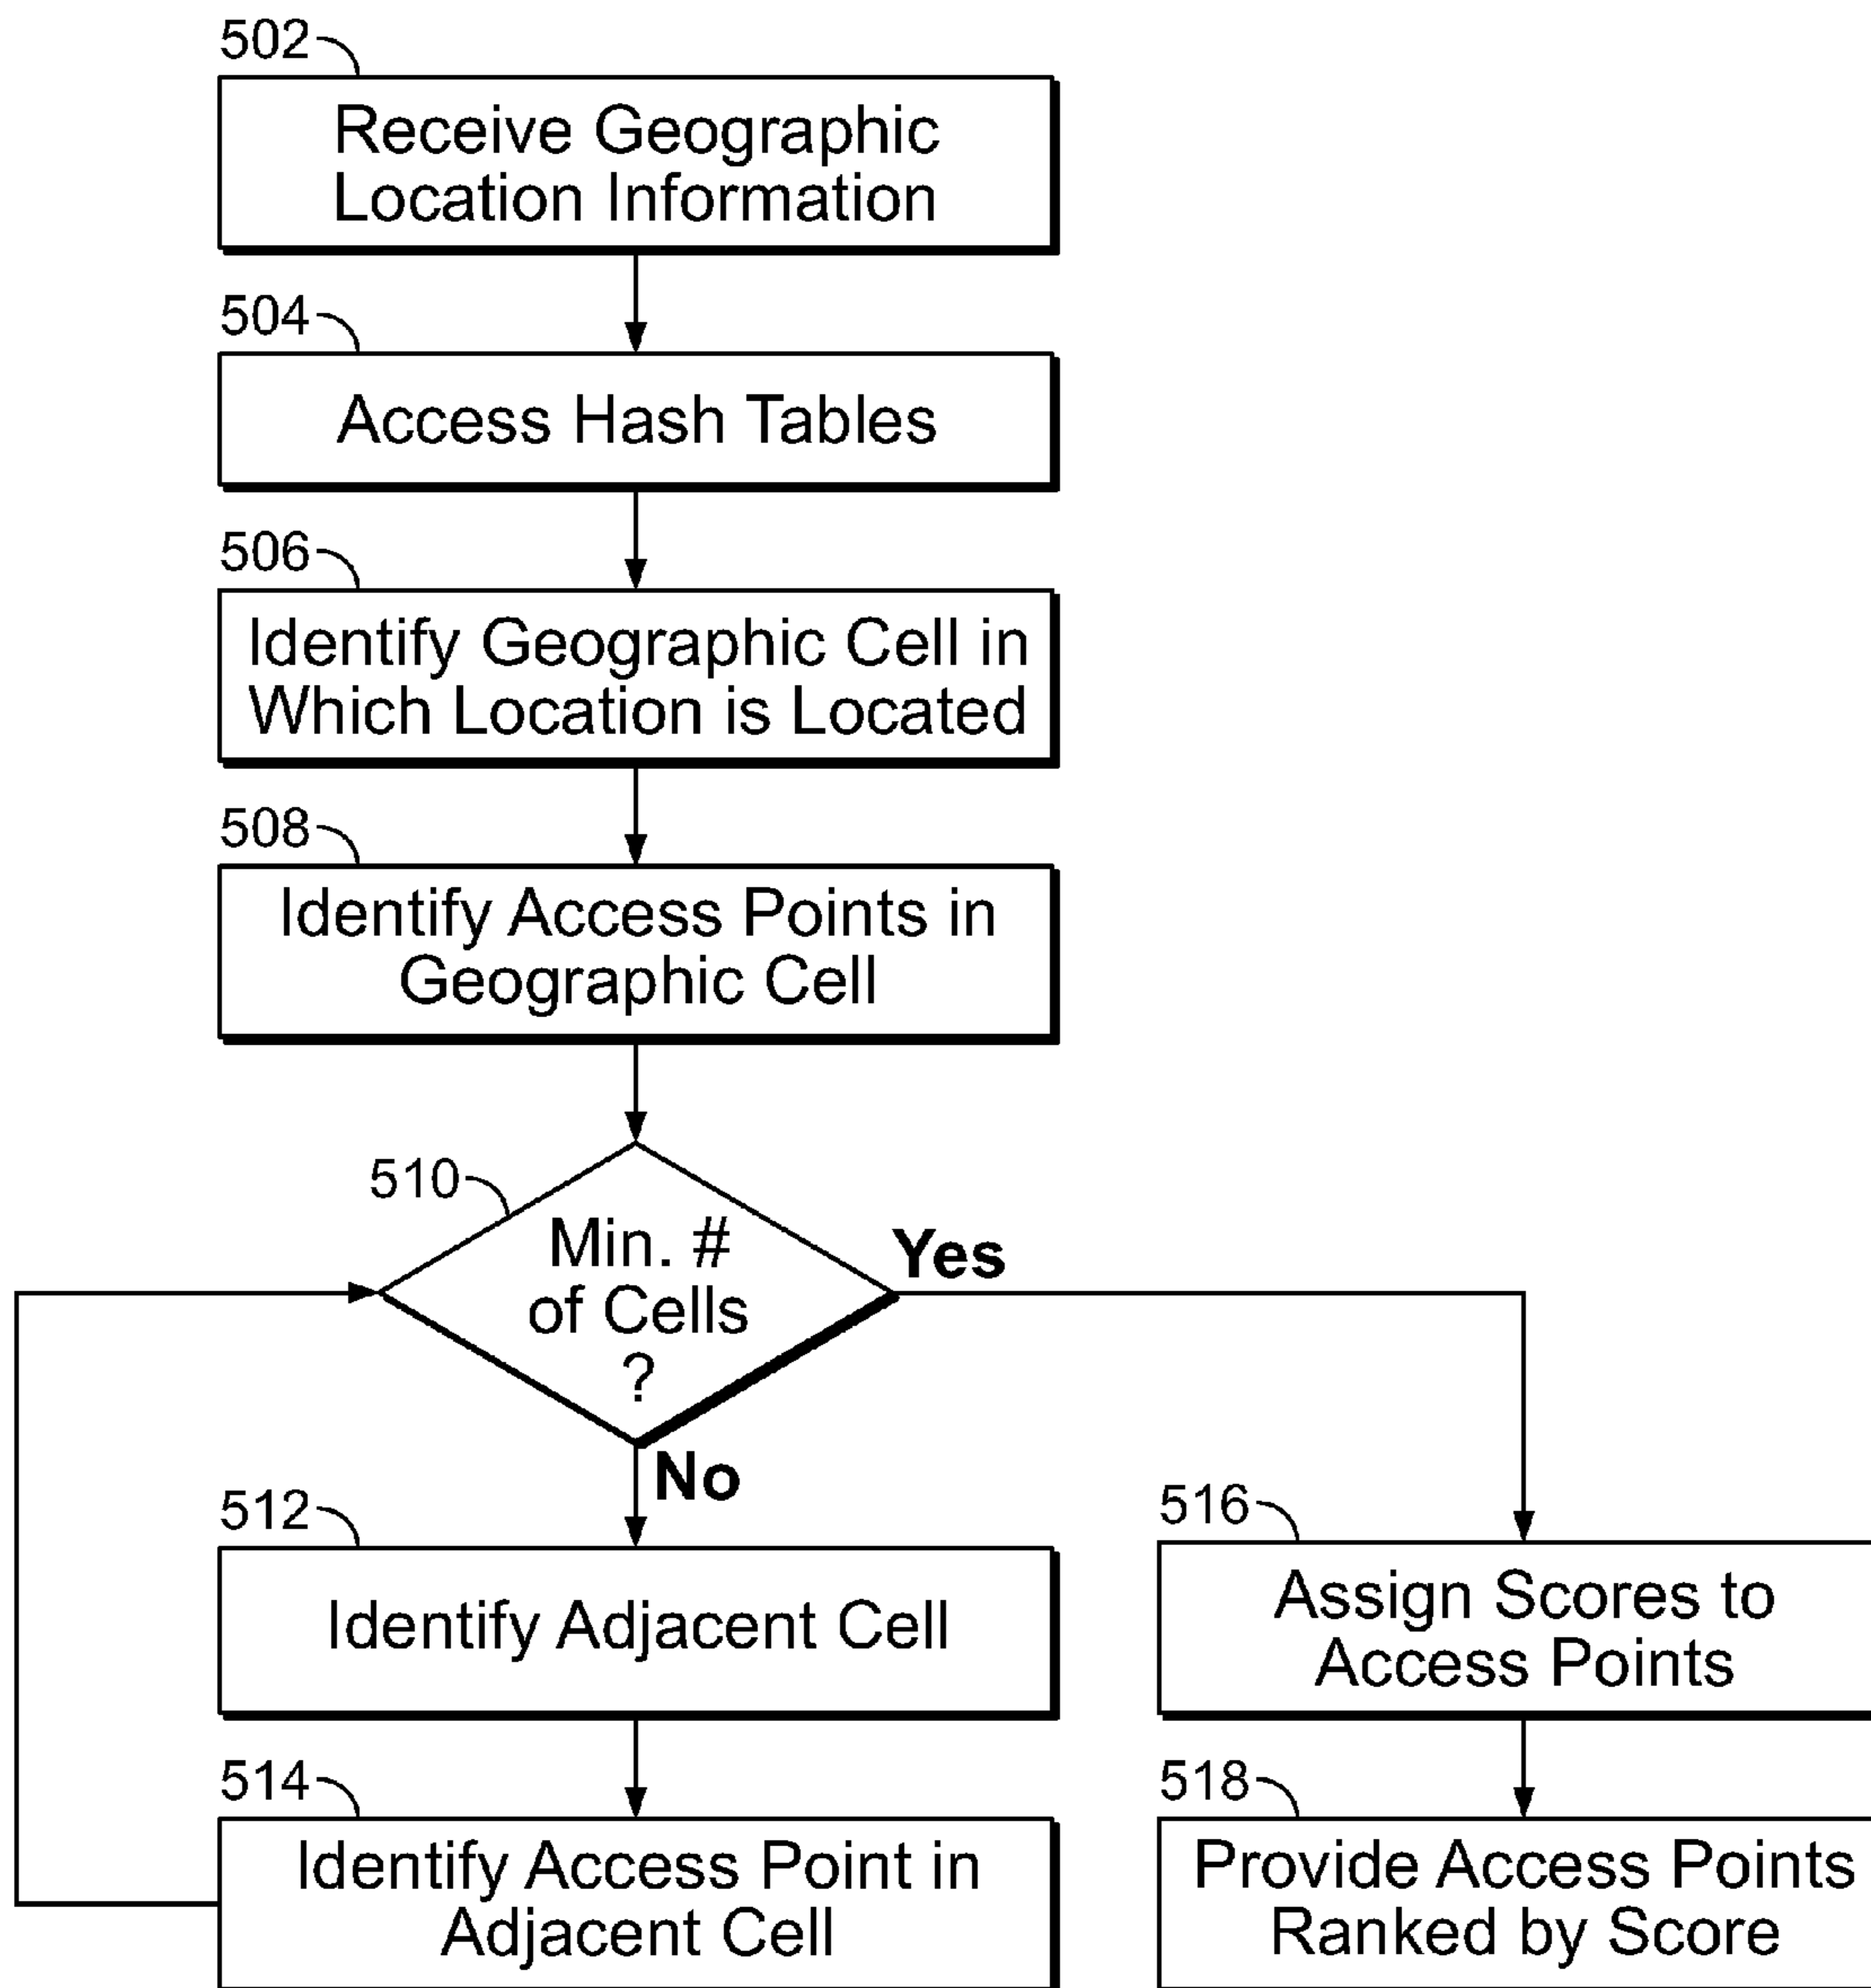 502
Receive Geographic
Location Information
504
Access Hash Tables
506
Identify Geographic Cell in
Which Location is Located
508
Identify Access Points in
Geographic Cell
510
Min. #
of Cells
?
Yes
No
512
Identify Adjacent Cell
514
Identify Access Point in
Adjacent Cell
516
Assign Scores to
Access Points
518
Provide Access Points
Ranked by Score